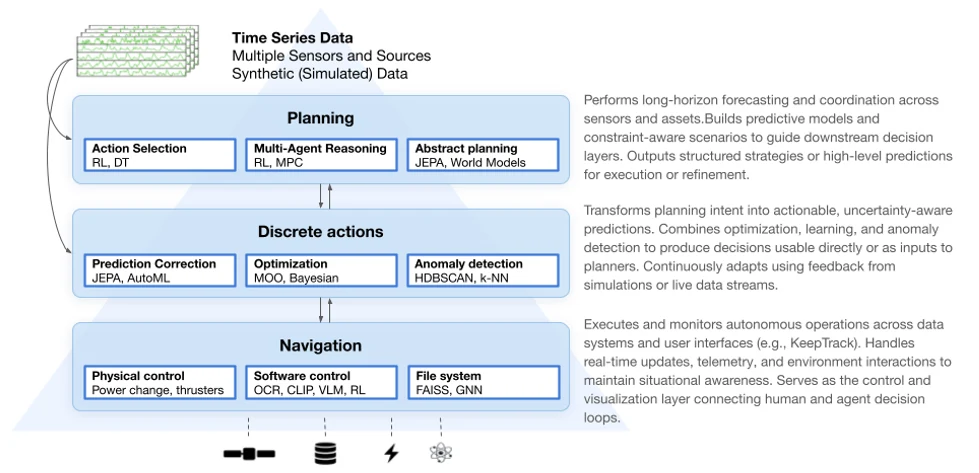 Time Series Data
Multiple Sensors and Sources
Synthetic (Simulated) Data
Planning
Action Selection
RL, DT
Multi-Agent Reasoning
RL, MPC
Abstract planning
JEPA, World Models
Performs long-horizon forecasting and coordination across
sensors and assets.Builds predictive models and
constraint-aware scenarios to guide downstream decision
layers. Outputs structured strategies or high-level predictions
for execution or refinement.
Discrete actions
Prediction Correction
JEPA, AutoML
Optimization
MOO, Bayesian
Anomaly detection
HDBSCAN, k-NN
Transforms planning intent into actionable, uncertainty-aware
predictions. Combines optimization, learning, and anomaly
detection to produce decisions usable directly or as inputs to
planners. Continuously adapts using feedback from
simulations or live data streams.
Navigation
Physical control
Power change, thrusters
Software control
OCR, CLIP, VLM, RL
File system
FAISS, GNN
Executes and monitors autonomous operations across data
systems and user interfaces (e.g., KeepTrack). Handles
real-time updates, telemetry, and environment interactions to
maintain situational awareness. Serves as the control and
visualization layer connecting human and agent decision
loops.